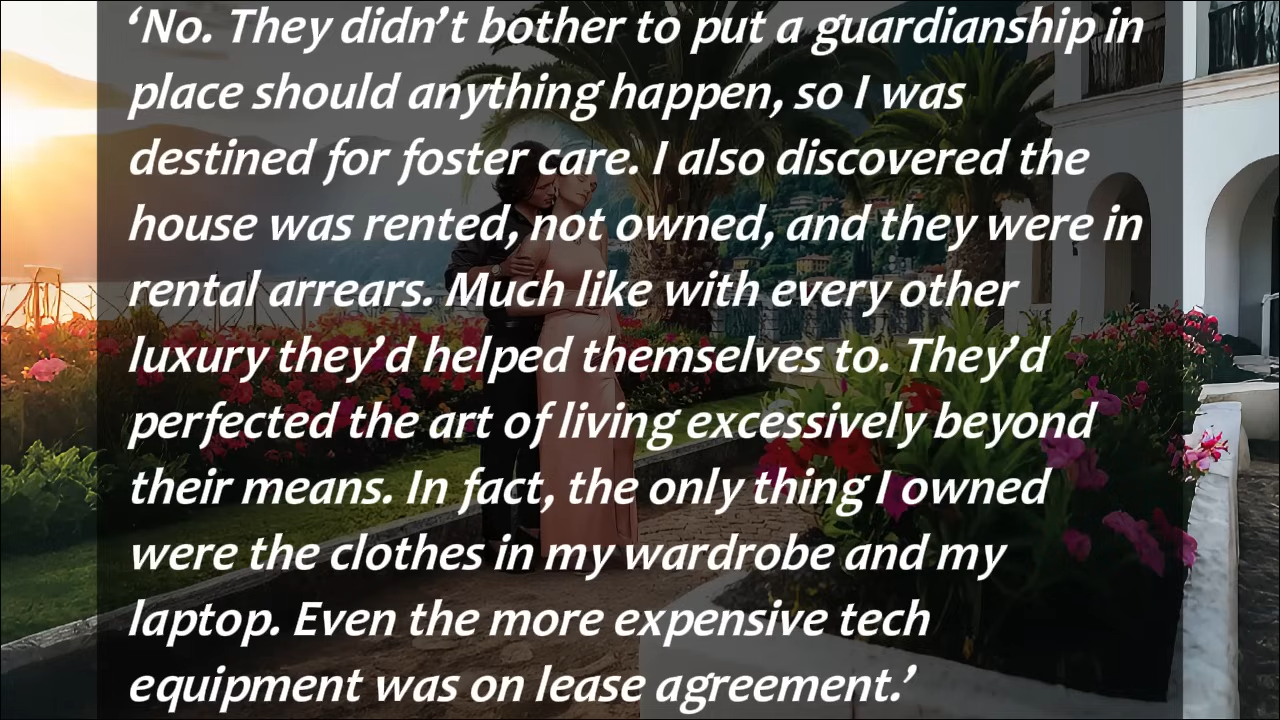 ‘No. They didn’t bother to put a guardianship in
place should anything happen, so I was
destined for foster care. I also discovered the
house was rented, not owned, and they were in
rental arrears. Much like with every other
luxury they’d helped themselves to. They’d
perfected the art of living excessively beyond
their means. In fact, the only thing I owned
were the clothes in my wardrobe and my
laptop. Even the more expensive tech
equipment was on lease agreement.’